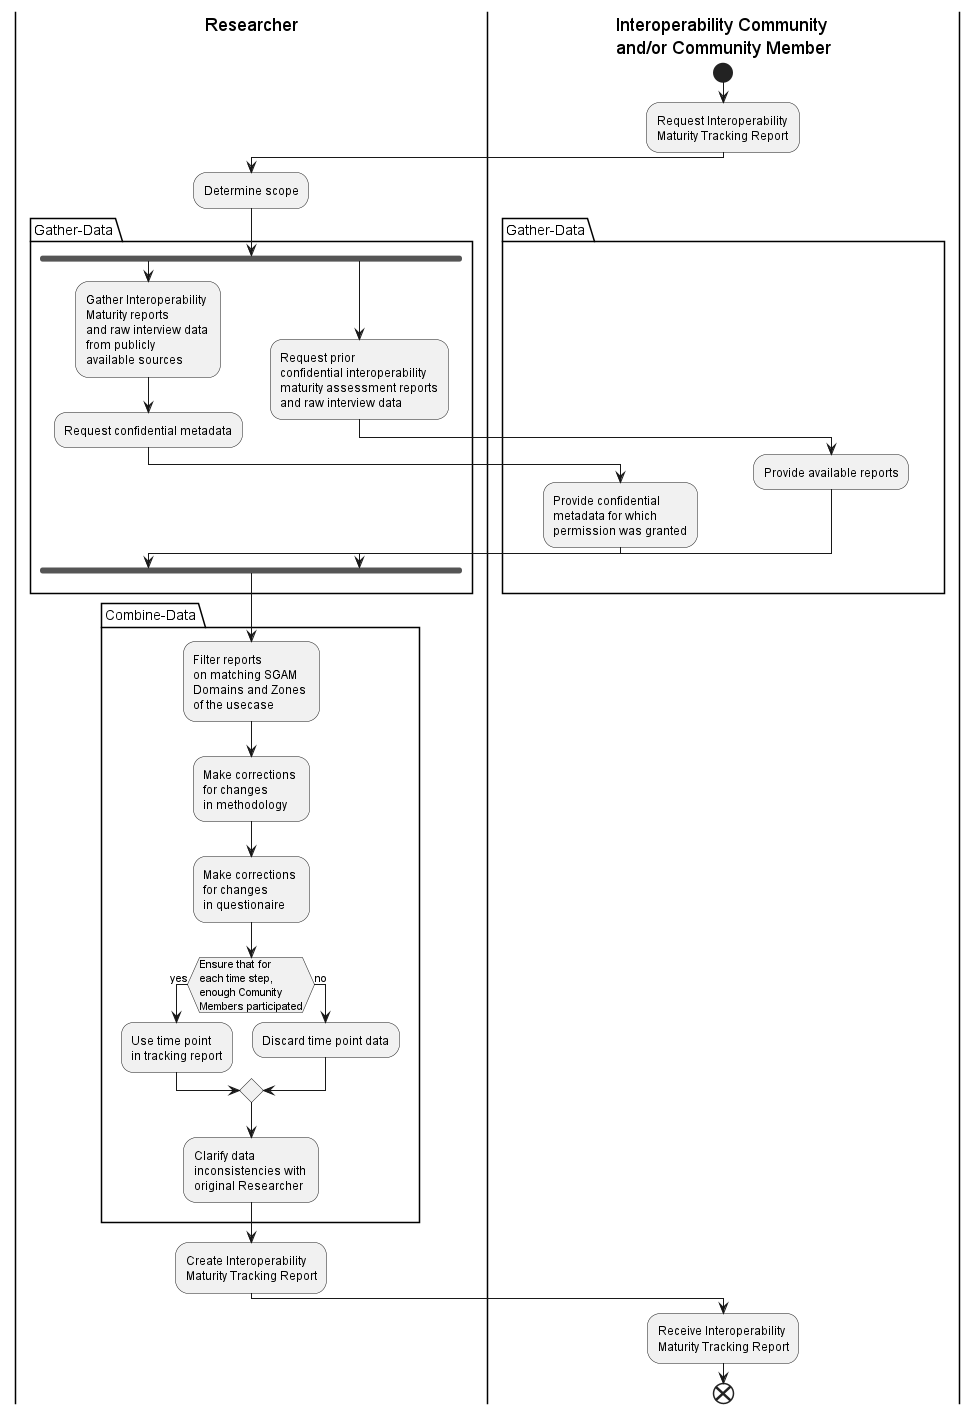 Researcher
Interoperability Community
and/or Community Member
Request Interoperability
Maturity Tracking Report
Determine scope
Gather-Data
Gather-Data
Gather Interoperability
Maturity reports
and raw interview data
from publicly
available sources
Request prior
confidential interoperability
maturity assessment reports
and raw interview data
Request confidential metadata
Provide available reports
Provide confidential
metadata for which
permission was granted
Combine-Data
Filter reports
on matching SGAM
Domains and Zones
of the usecase
Make corrections
for changes
in methodology
Make corrections
for changes
in questionaire
Ensure that for
each time step,
enough Comunity
Members participated
yes
no
Use time point
in tracking report
Discard time point data
Clarify data
inconsistencies with
original Researcher
Create Interoperability
Maturity Tracking Report
Receive Interoperability
Maturity Tracking Report